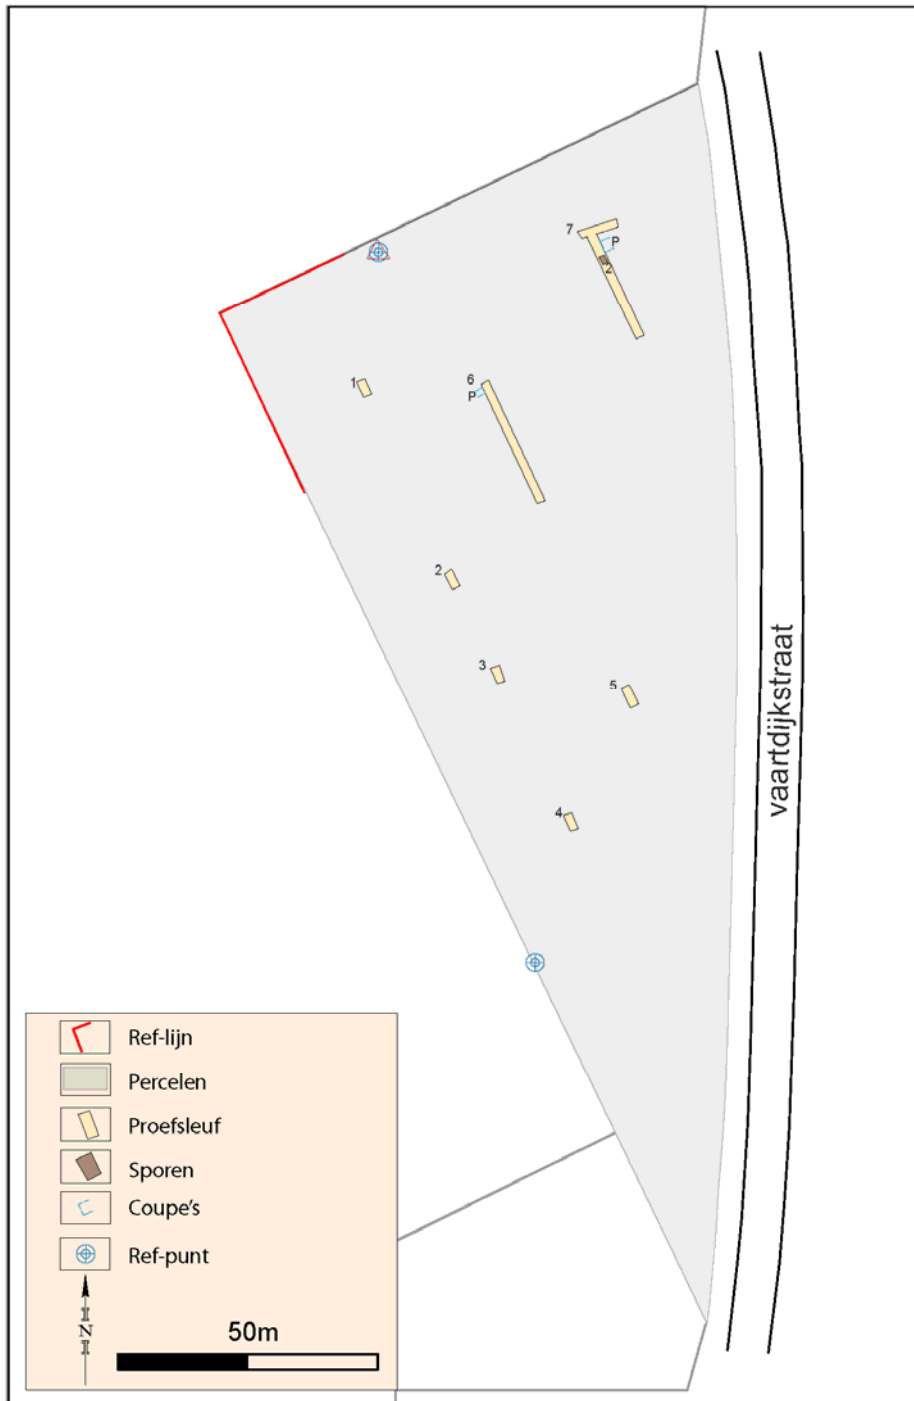 7
P
1
6
P
2
3
5
4
vaartdijkstraat
Ref-lijn
Percelen
Proefsleuf
Sporen
Coupe's
Ref-punt
N
50m